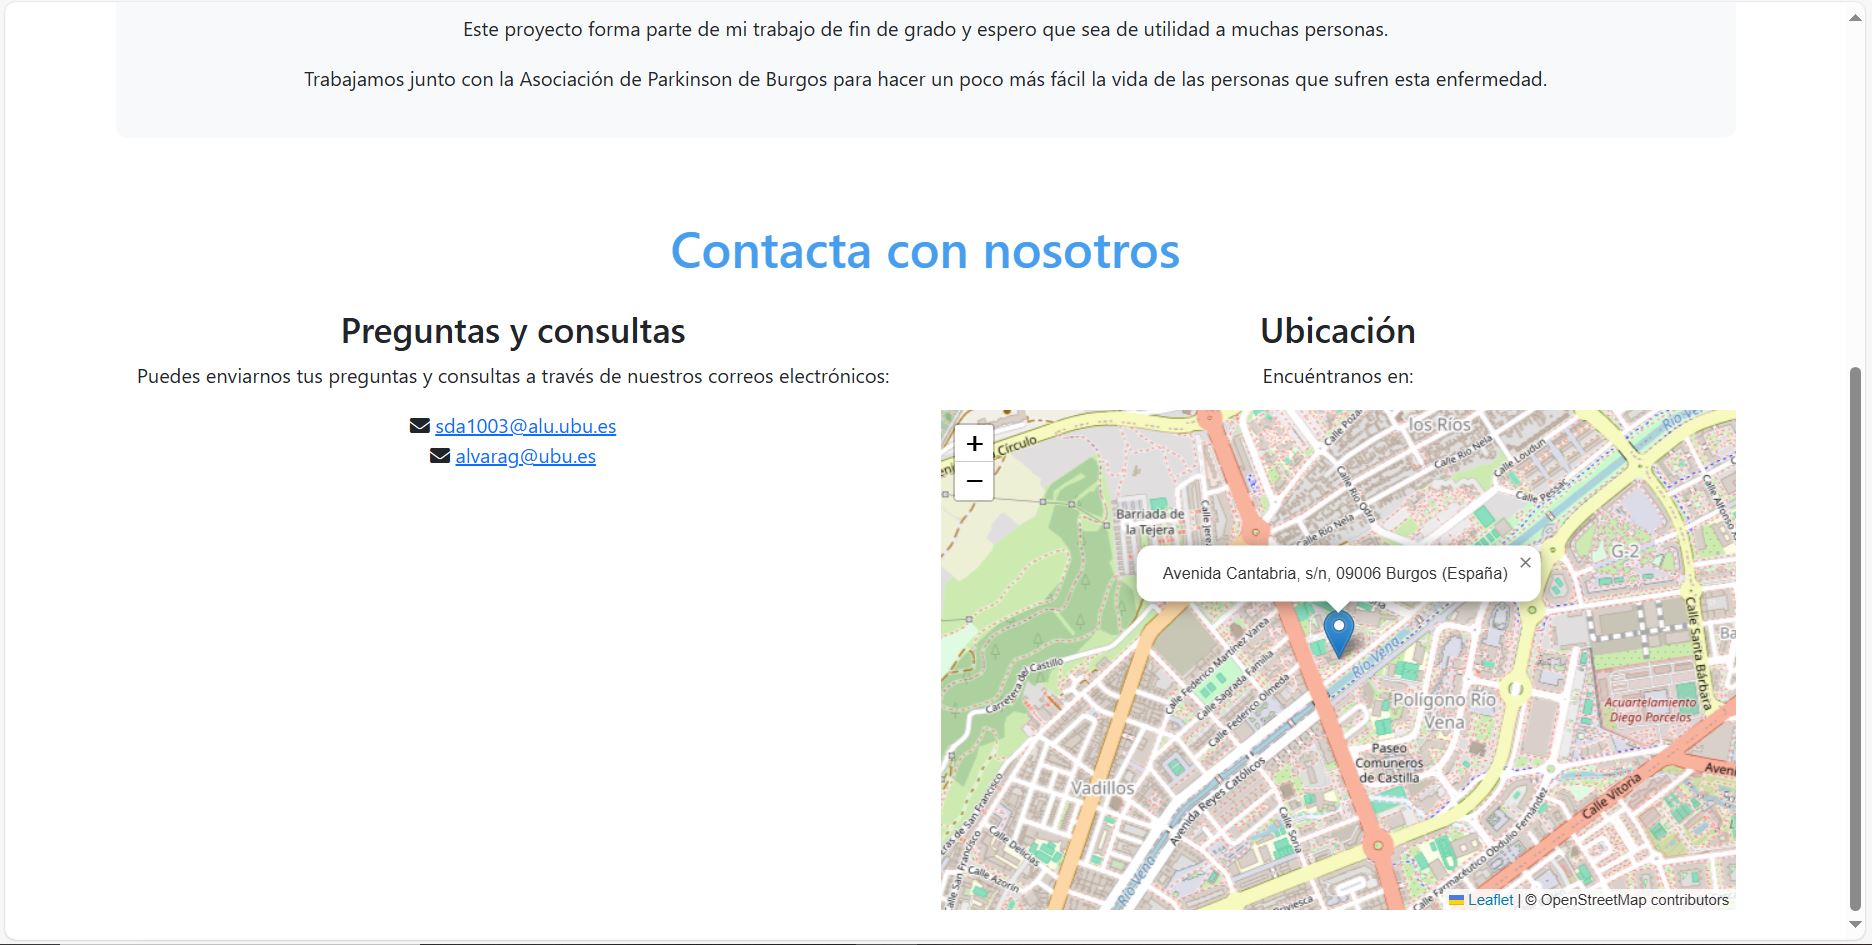 Este proyecto forma parte de mi trabajo de fin de grado y espero que sea de utilidad a muchas personas.
Trabajamos junto con la Asociación de Parkinson de Burgos para hacer un poco más fácil la vida de las personas que sufren esta enfermedad.
Contacta con nosotros
Preguntas y consultas
Puedes enviarnos tus preguntas y consultas a través de nuestros correos electrónicos:
sda1003@alu.ubu.es
alvarag@ubu.es
Ubicación
Encuéntranos en:
+
−
Círculo
los Ríos
Calle Río Nela
Calle Loudun
Calle Pessac
Calle Río Odra
Calle Río Nela
Barriada de
la Tejera
G-2
Avenida Cantabria, s/n, 09006 Burgos (España)
×
Calle Santa Bárbara
Carretera del Castillo
Calle Federico Martínez Varea
Calle Sagrada Familia
Calle Federico Olmeda
Río Vena
Polígono Río
Vena
Acuartelamiento
Diego Porcelos
Paseo
Comuneros
de Castilla
Vadillos
Avenida Reyes Católicos
Calle Vitoria
Calle Soria
Calle Delicias
Calle Azorín
Río Vena
Farmacéutico Obdulio Fernández
Leaflet | © OpenStreetMap contributors